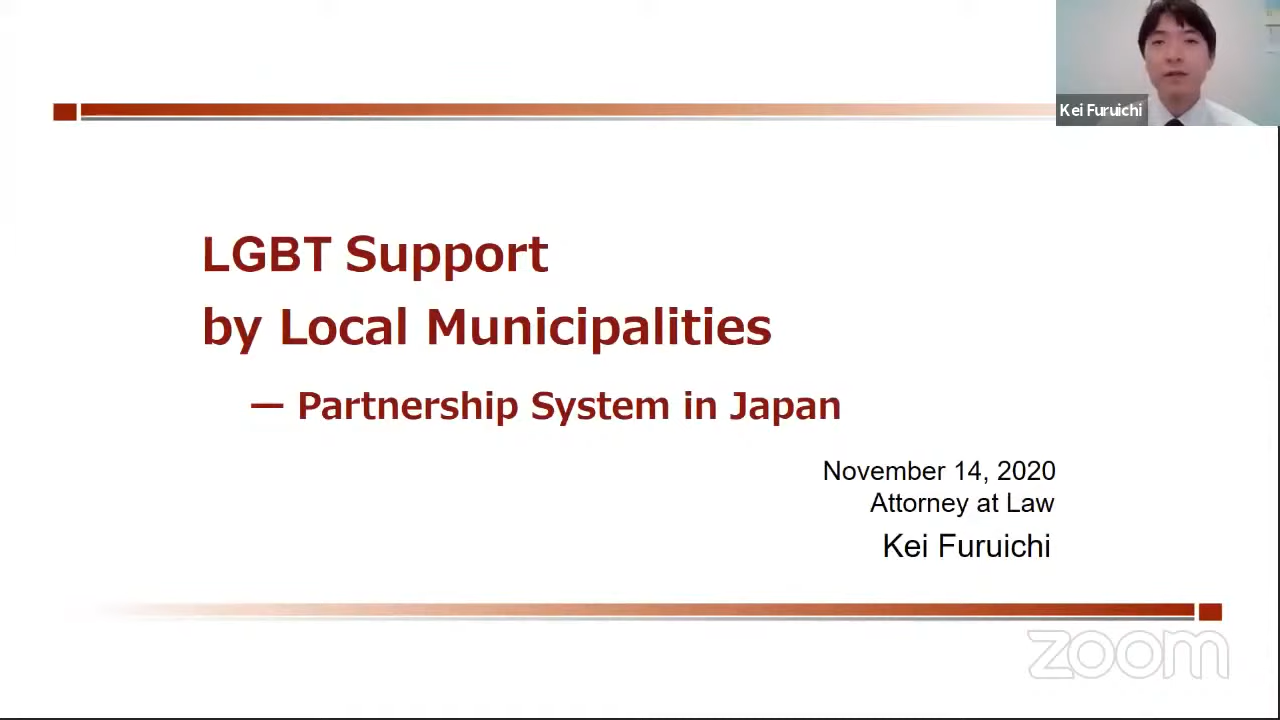 Kei Furuichi
LGBT Support
by Local Municipalities
— Partnership System in Japan
November 14, 2020
Attorney at Law
Kei Furuichi
zoom